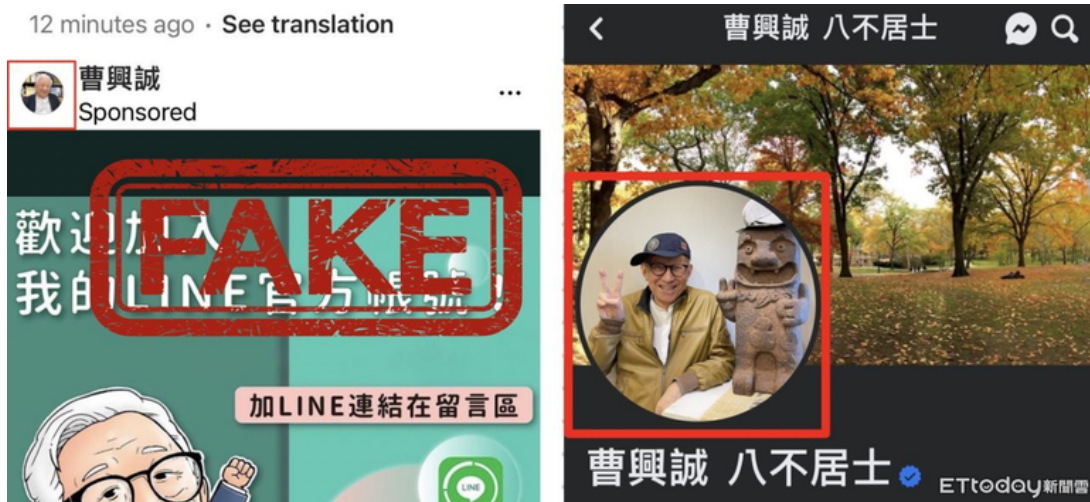 12 minutes ago · See translation
曹興誠
Sponsored
FAKE
歡迎加入
我的LINE官方帳號！
加LINE連結在留言區
LINE
曹興誠 八不居士
曹興誠 八不居士
ETtoday新聞雲